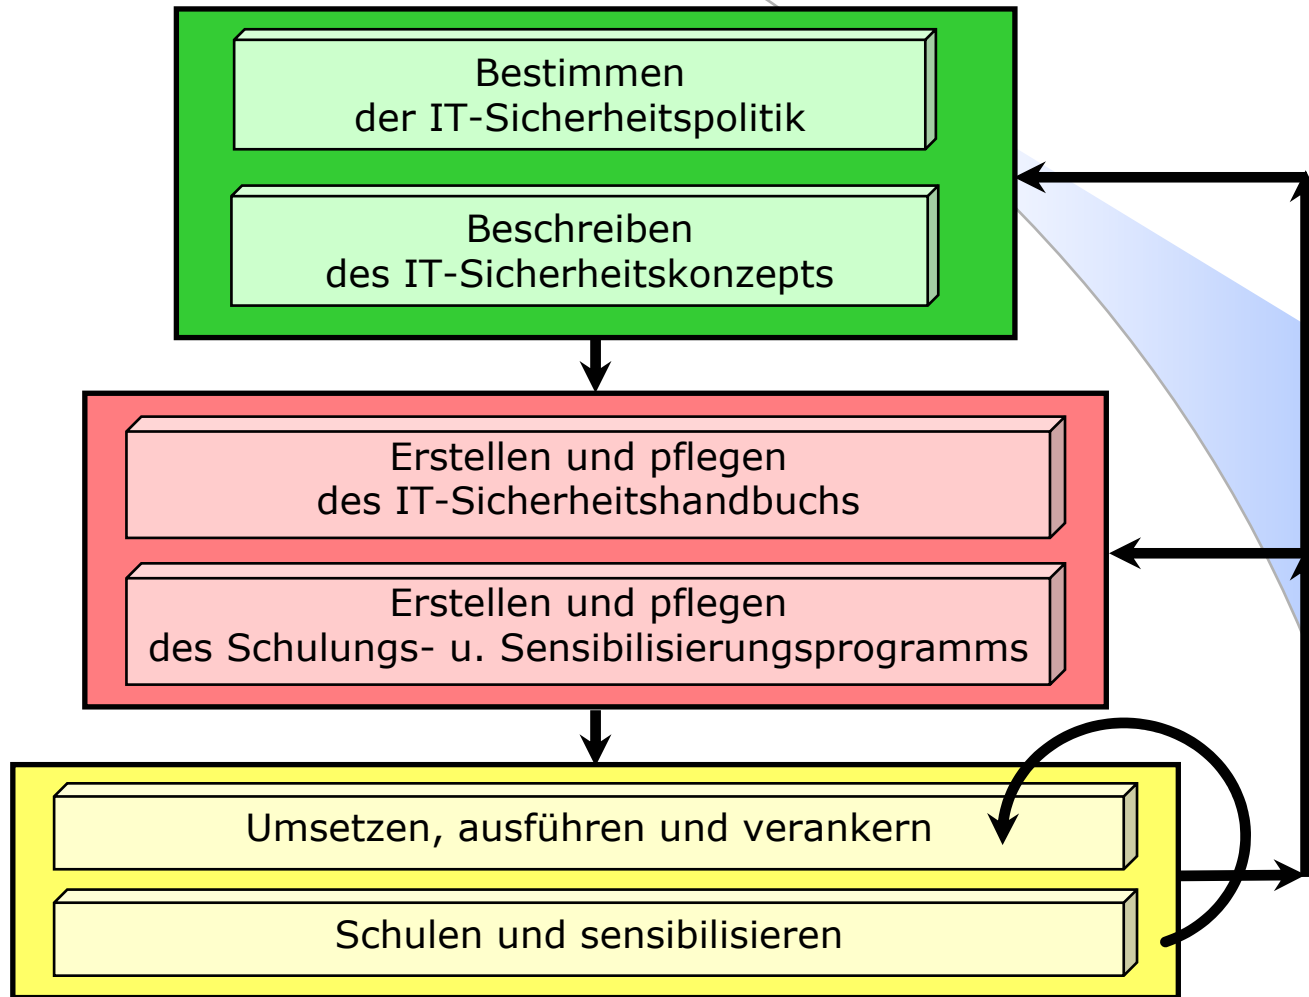 Bestimmen
der IT-Sicherheitspolitik
Beschreiben
des IT-Sicherheitskonzepts
Erstellen und pflegen
des IT-Sicherheitshandbuchs
Erstellen und pflegen
des Schulungs- u. Sensibilisierungsprogramms
Umsetzen, ausführen und verankern
Schulen und sensibilisieren